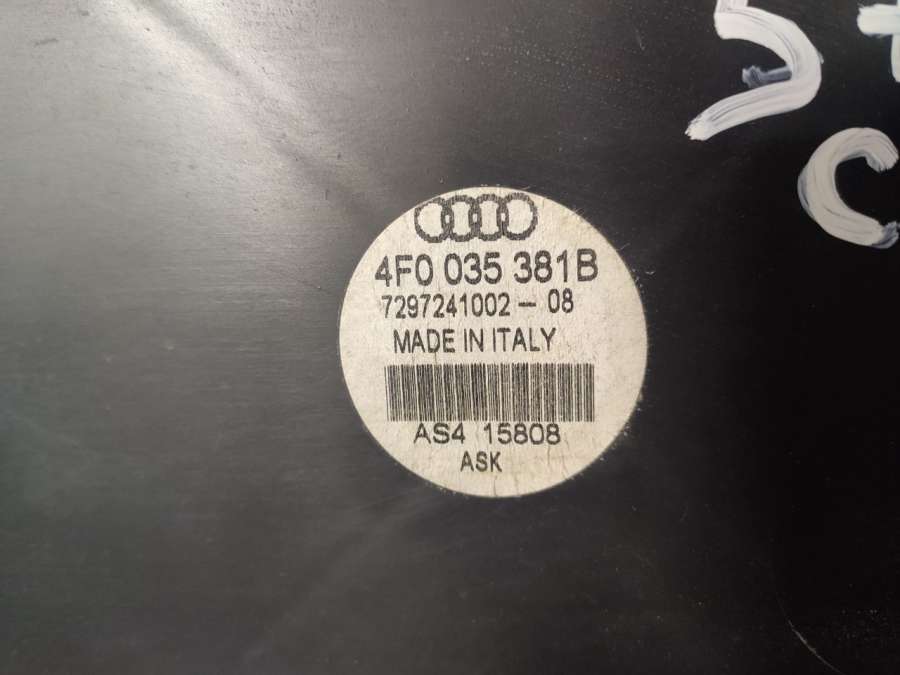 4F0 035 381B
7297241002 - 08
MADE IN ITALY
AS4 15808
ASK